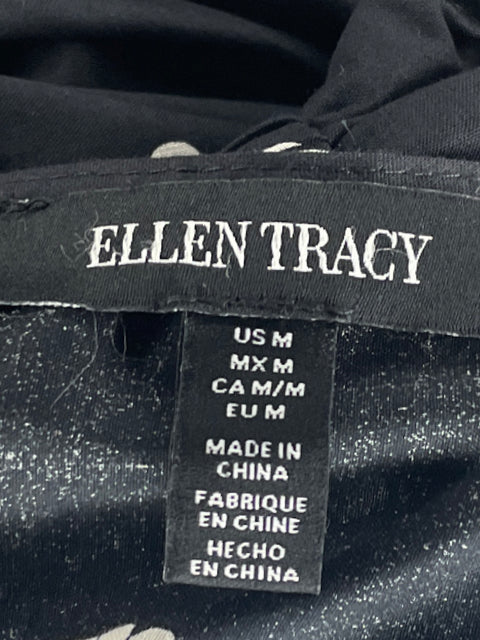 ELLEN TRACY
US M
MX M
CA M/M
EU M
MADE IN
CHINA
FABRIQUE
EN CHINE
HECHO
EN CHINA